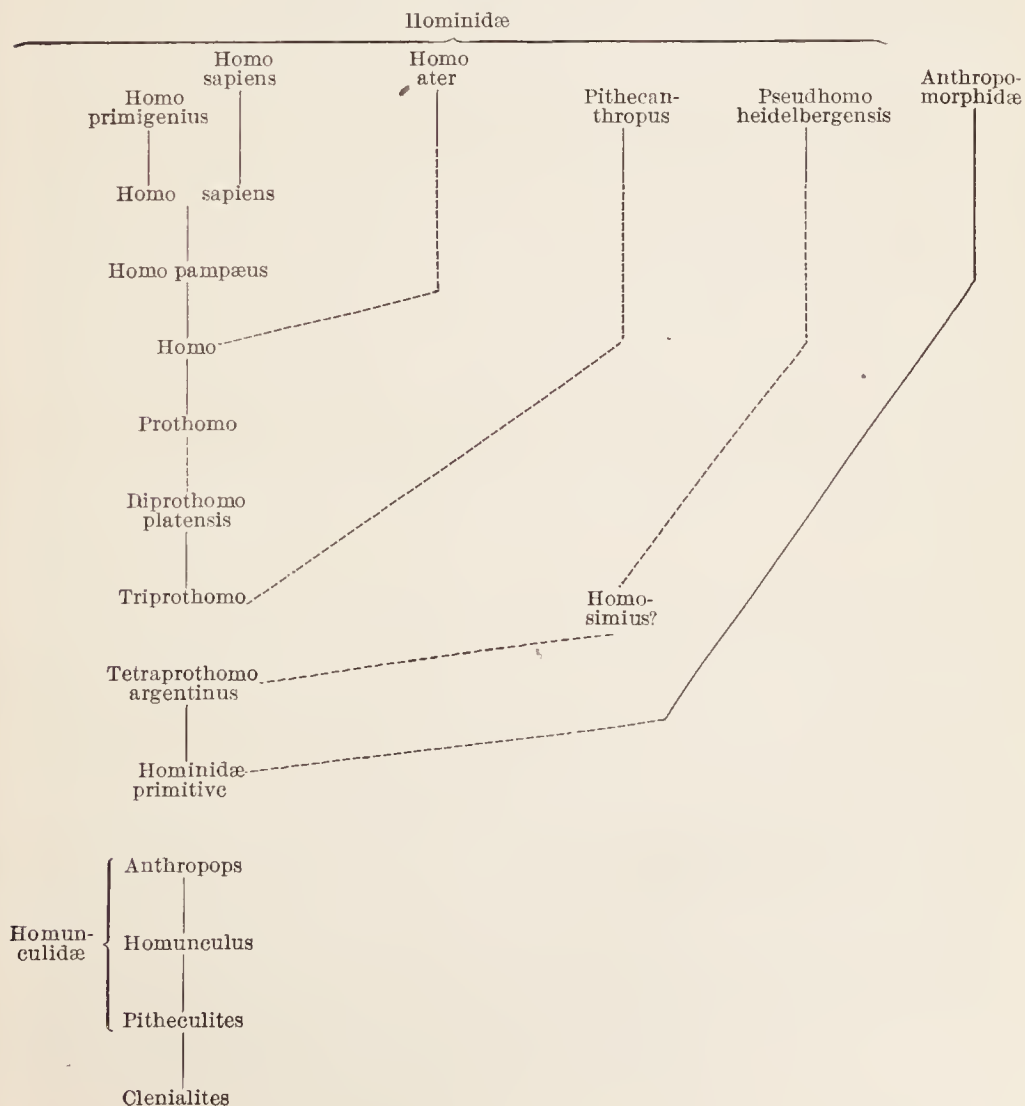 Hominidæ
Homo
sapiens
Homo
ater
Homo
primigenius
Pithecan-
thropus
Pseudhomo
heidelbergensis
Anthropo-
morphidæ
Homo sapiens
Homo pampæus
Homo
Prothomo
Diprothomo
platensis
Triprothomo
Homo-
simius?
Tetraprothomo
argentinus
Hominidæ
primitive
Anthropops
Homun-
culidæ
Homunculus
Pitheculites
Clenialites